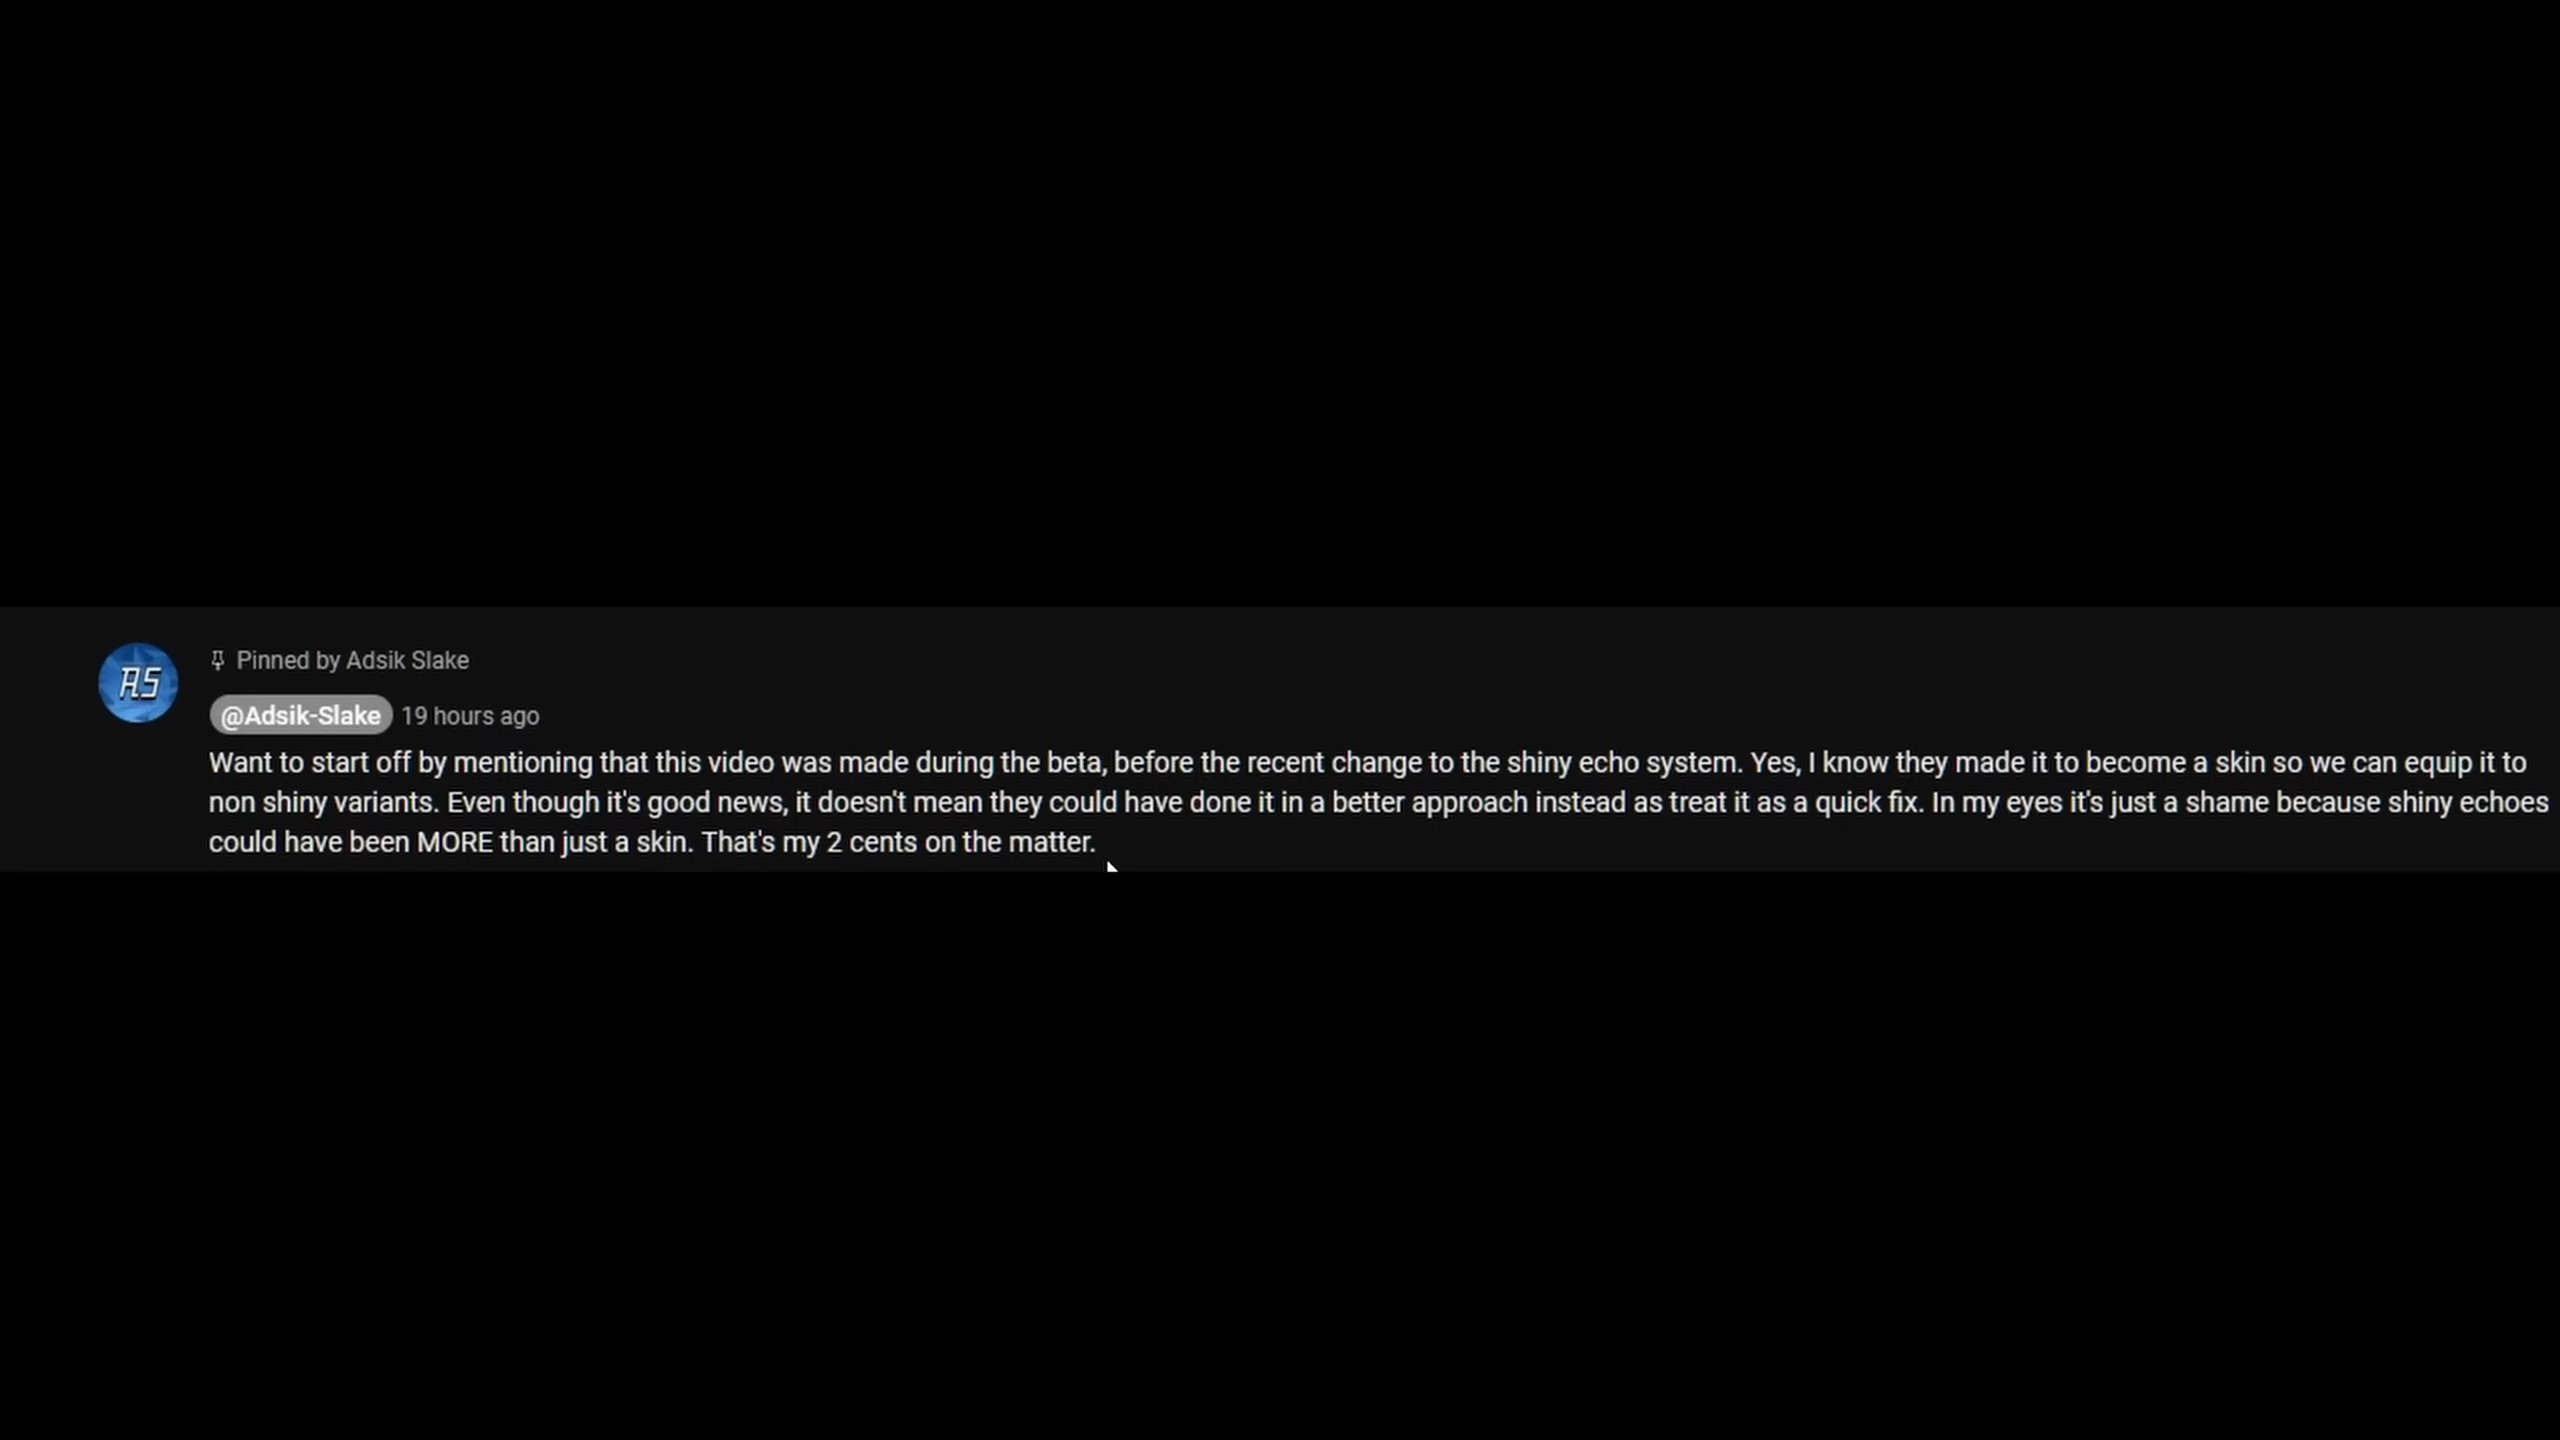 AS
Pinned by Adsik Slake
@Adsik-Slake 19 hours ago
Want to start off by mentioning that this video was made during the beta, before the recent change to the shiny echo system. Yes, I know they made it to become a skin so we can equip it to
non shiny variants. Even though it's good news, it doesn't mean they could have done it in a better approach instead as treat it as a quick fix. In my eyes it's just a shame because shiny echoes
could have been MORE than just a skin. That's my 2 cents on the matter.